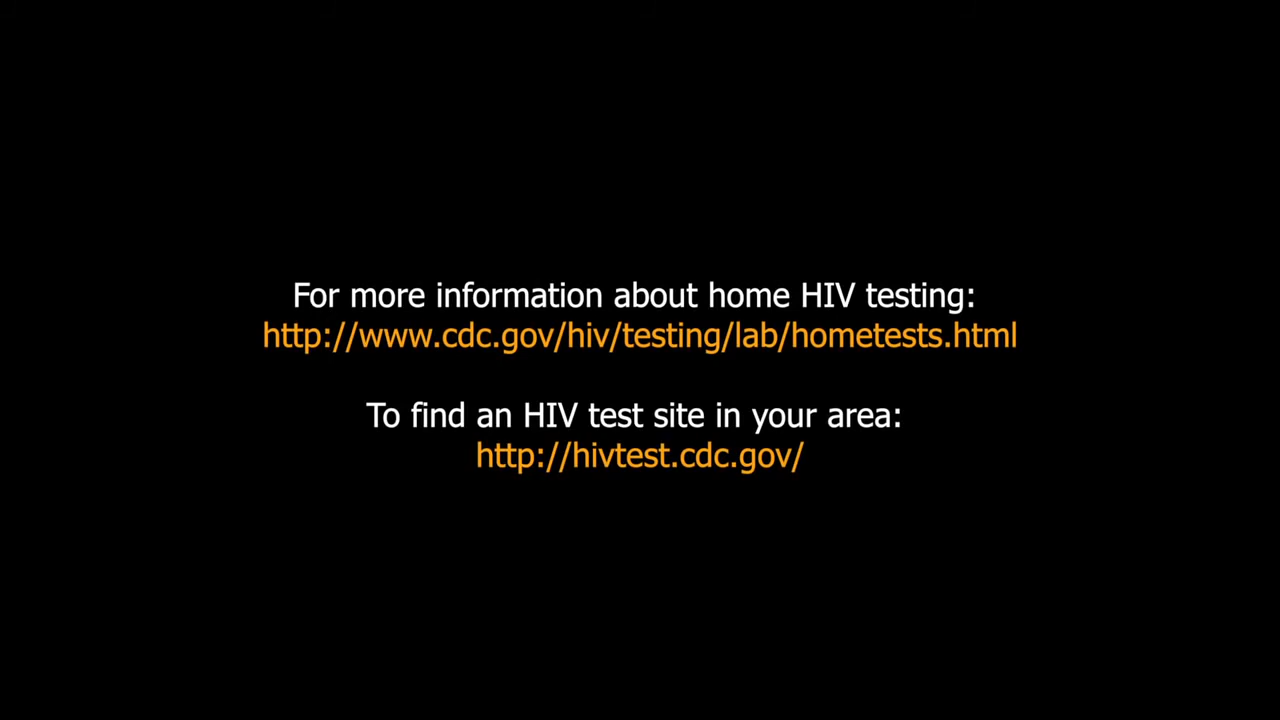 For more information about home HIV testing:
http://www.cdc.gov/hiv/testing/lab/hometests.html
To find an HIV test site in your area:
http://hivtest.cdc.gov/